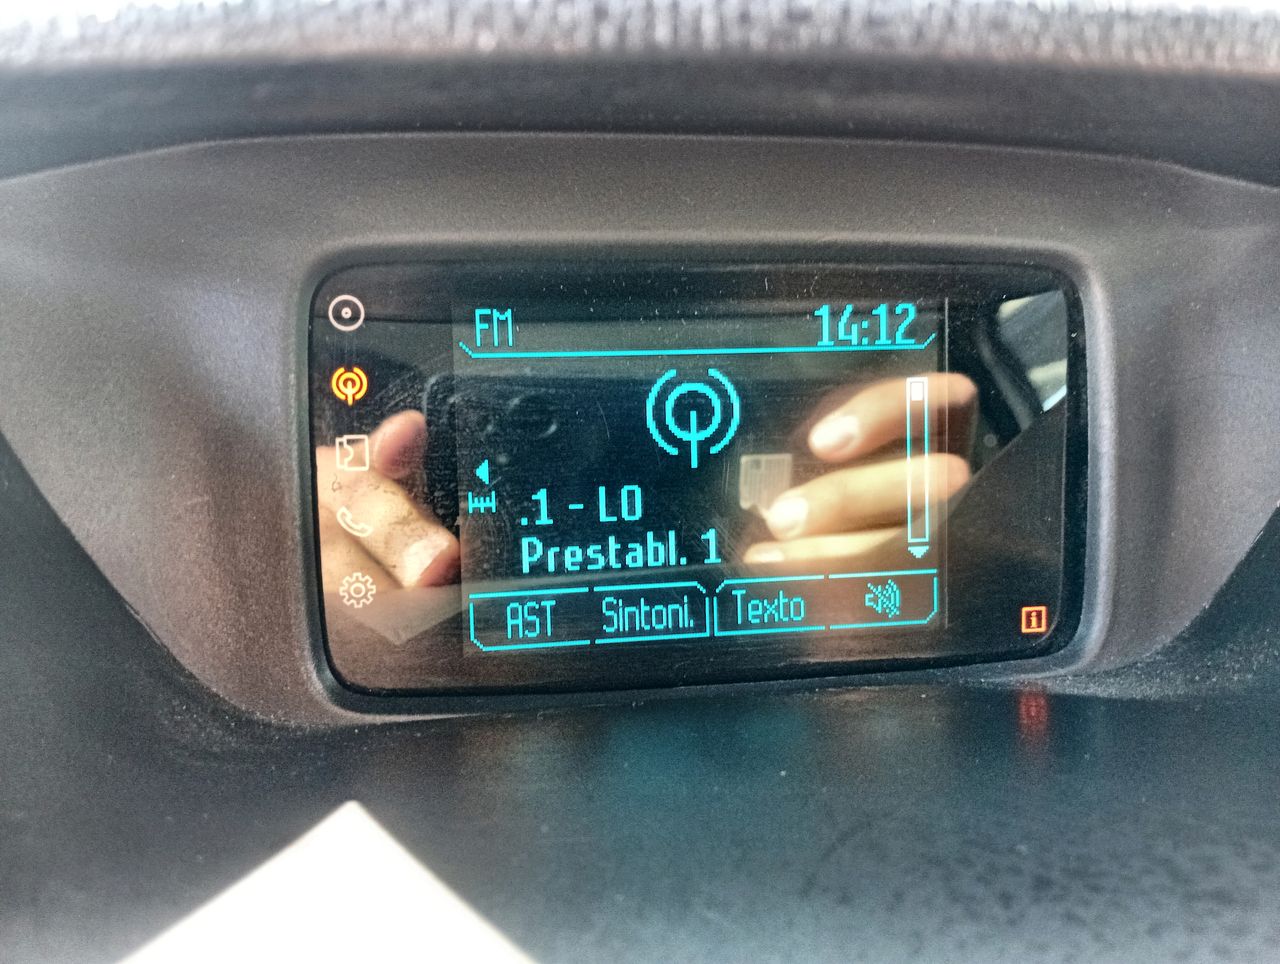 FM 14:12
.1 - LO
Prestabl. 1
AST Sintoni. Texto
i